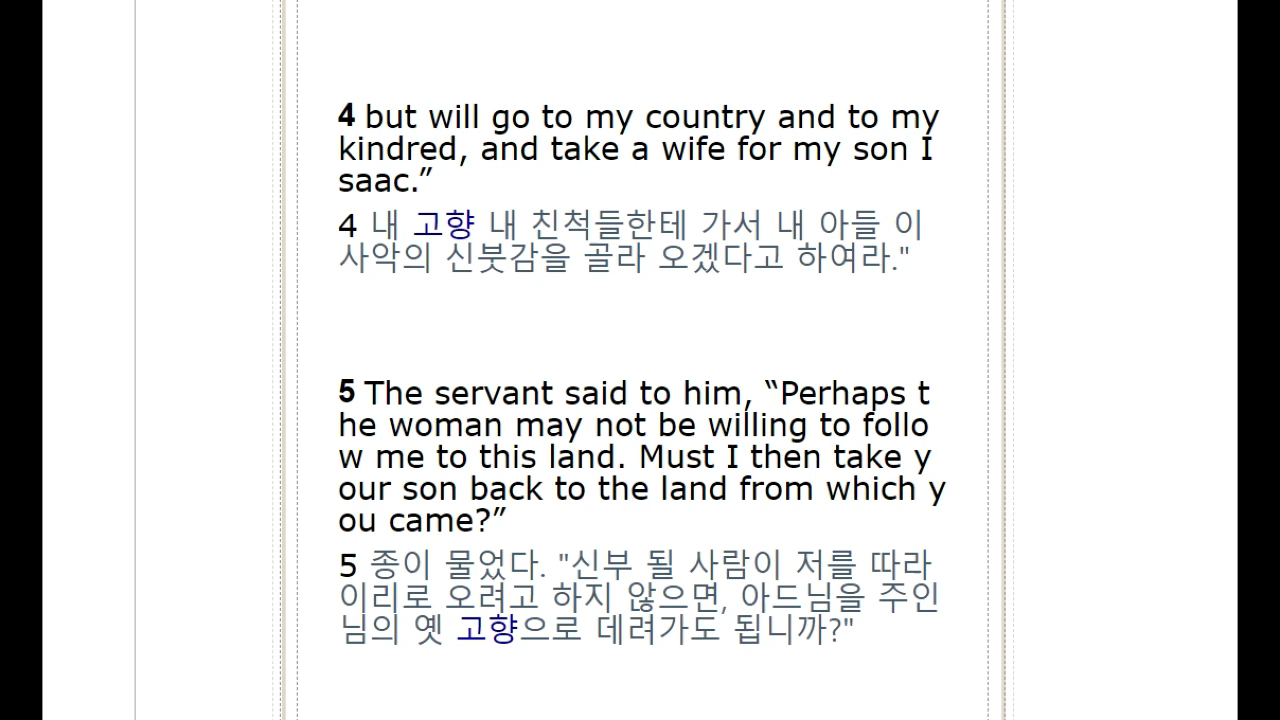 4 but will go to my country and to my
kindred, and take a wife for my son I
saac.”
4 내 고향 내 친척들한테 가서 내 아들 이
사악의 신붓감을 골라 오겠다고 하여라."
5 The servant said to him, “Perhaps t
he woman may not be willing to follo
w me to this land. Must I then take y
our son back to the land from which y
ou came?”
5 종이 물었다. "신부 될 사람이 저를 따라
이리로 오려고 하지 않으면, 아드님을 주인
님의 옛 고향으로 데려가도 됩니까?"